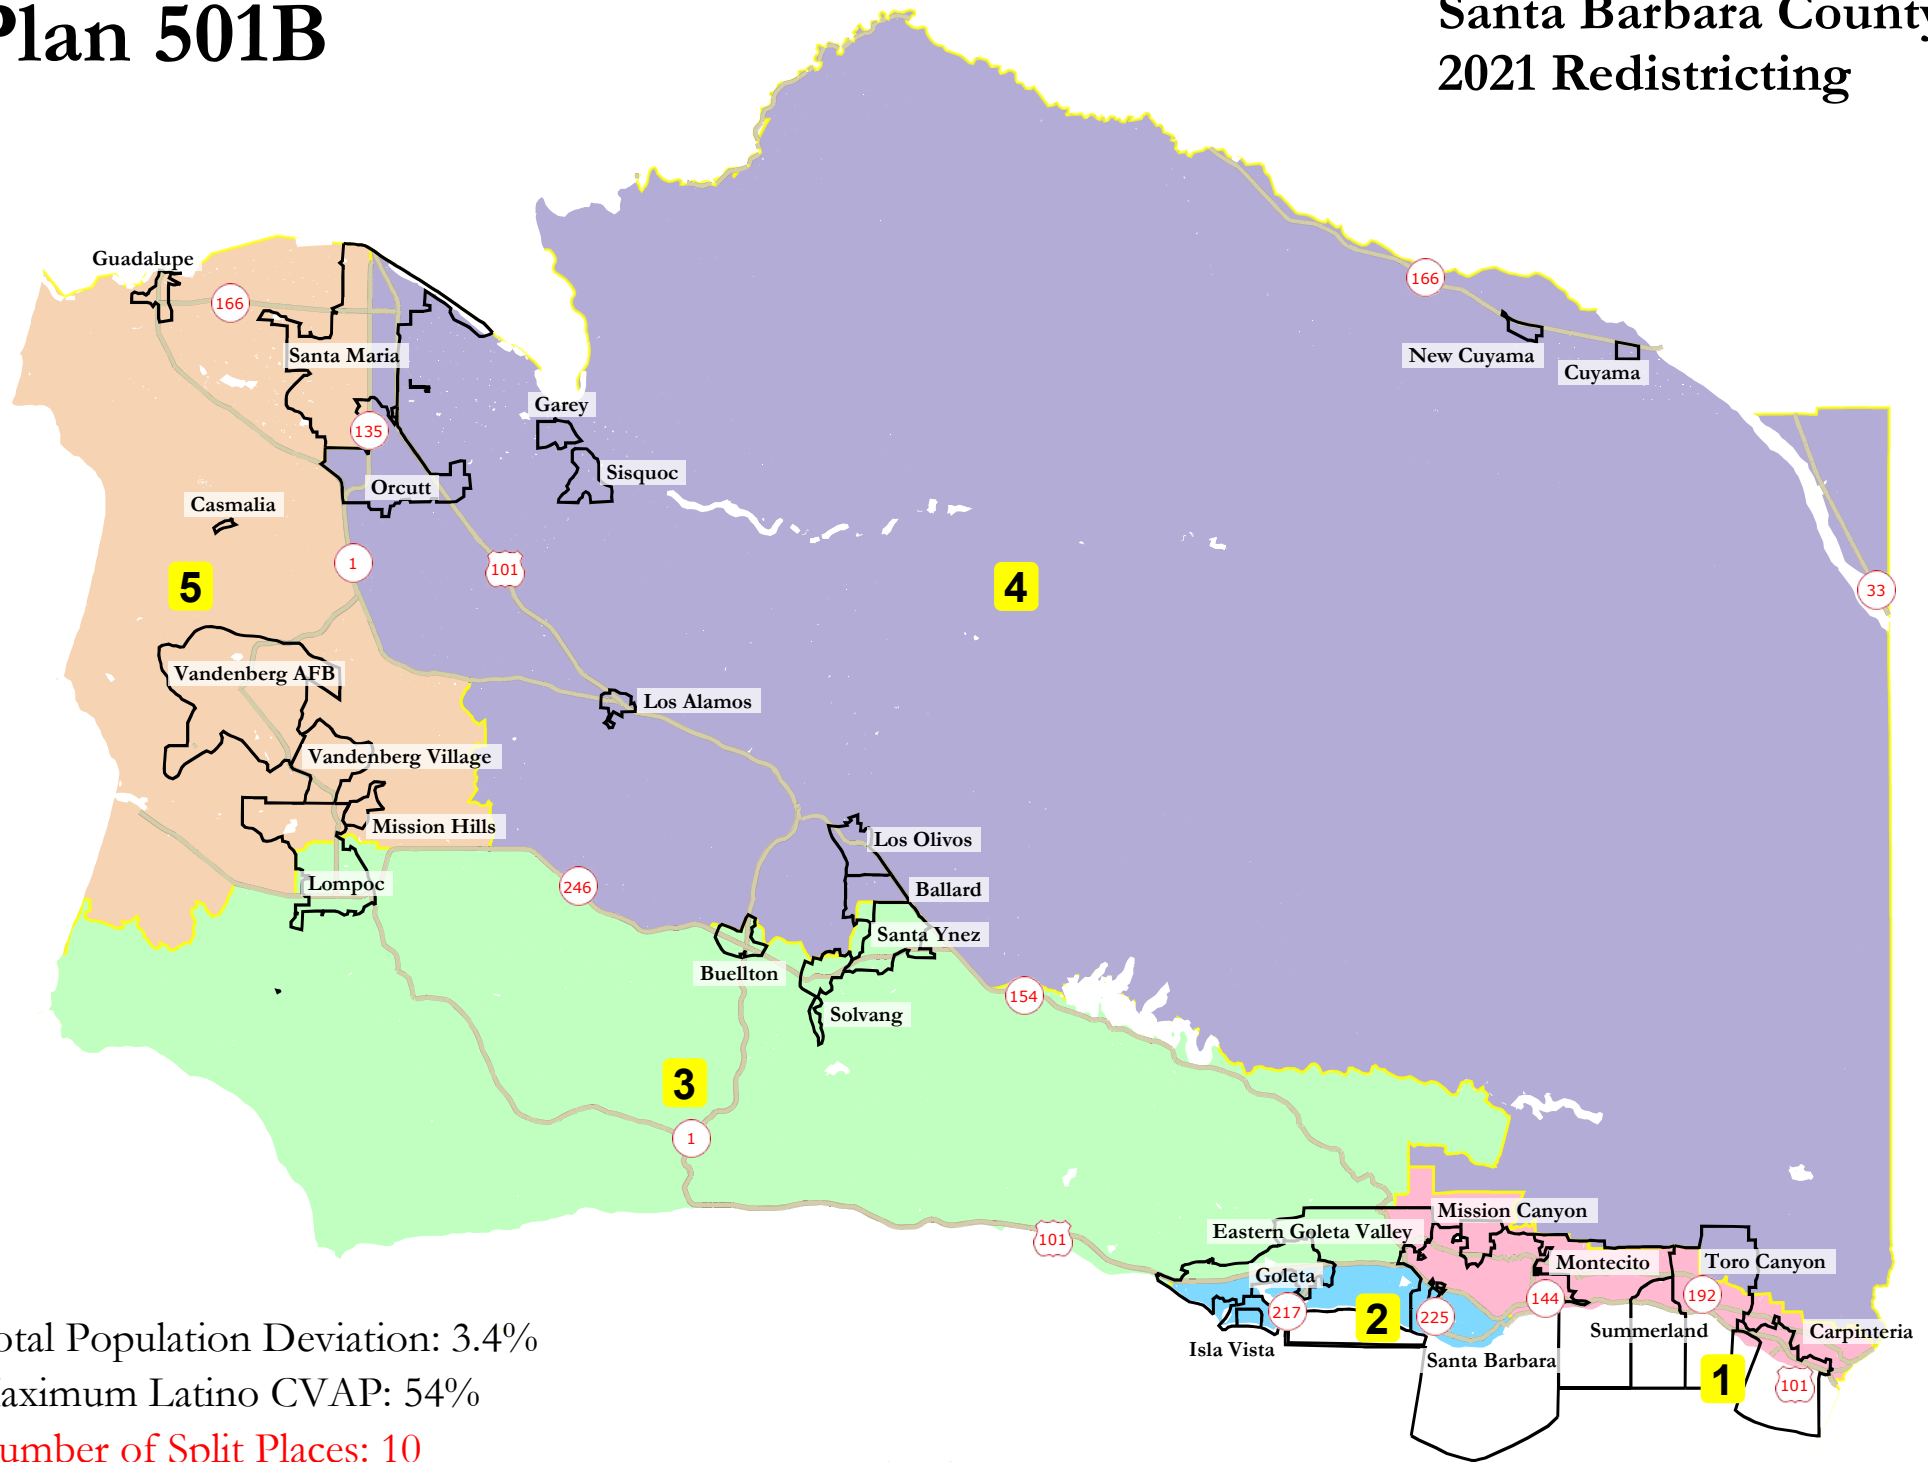 Plan 501B
Santa Barbara County
2021 Redistricting
Guadalupe
166
Santa Maria
135
166
New Cuyama
Cuyama
Garey
Sisquoc
Orcutt
Casmalia
1
101
5
4
33
Vandenberg AFB
Los Alamos
Vandenberg Village
Mission Hills
Los Olivos
Lompoc
246
Ballard
Santa Ynez
Buellton
154
Solvang
3
1
Mission Canyon
Eastern Goleta Valley
101
Goleta
Montecito
Toro Canyon
217
2
225
144
192
Isla Vista
Santa Barbara
Summerland
Carpinteria
1
101
otal Population Deviation: 3.4%
aximum Latino CVAP: 54%
umber of Split Places: 10